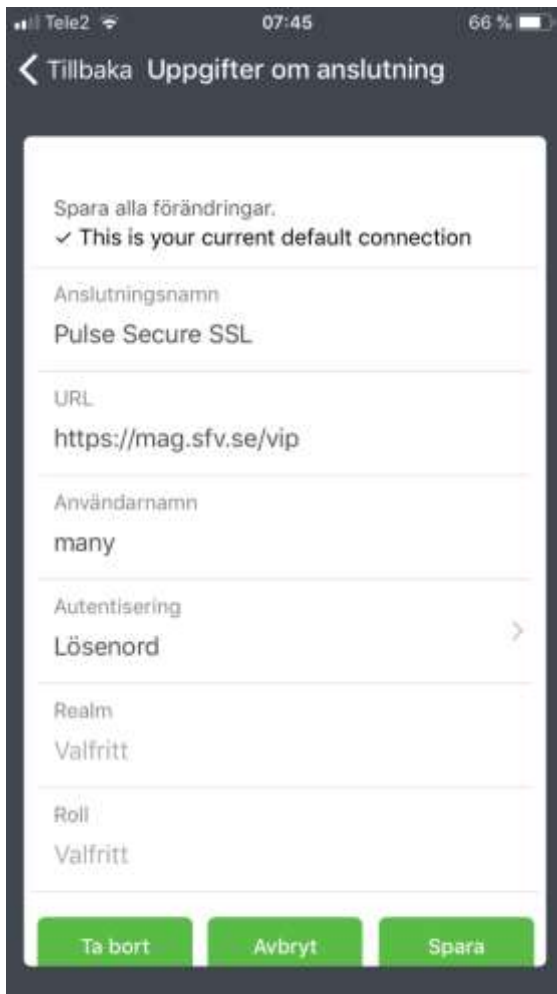 Tele2 07:45 66 %
Tillbaka Uppgifter om anslutning
Spara alla förändringar.
✓ This is your current default connection
Anslutningsnamn
Pulse Secure SSL
URL
https://mag.sfv.se/vip
Användarnamn
many
Autentisering
Lösenord
Realm
Valfritt
Roll
Valfritt
Ta bort Avbryt Spara